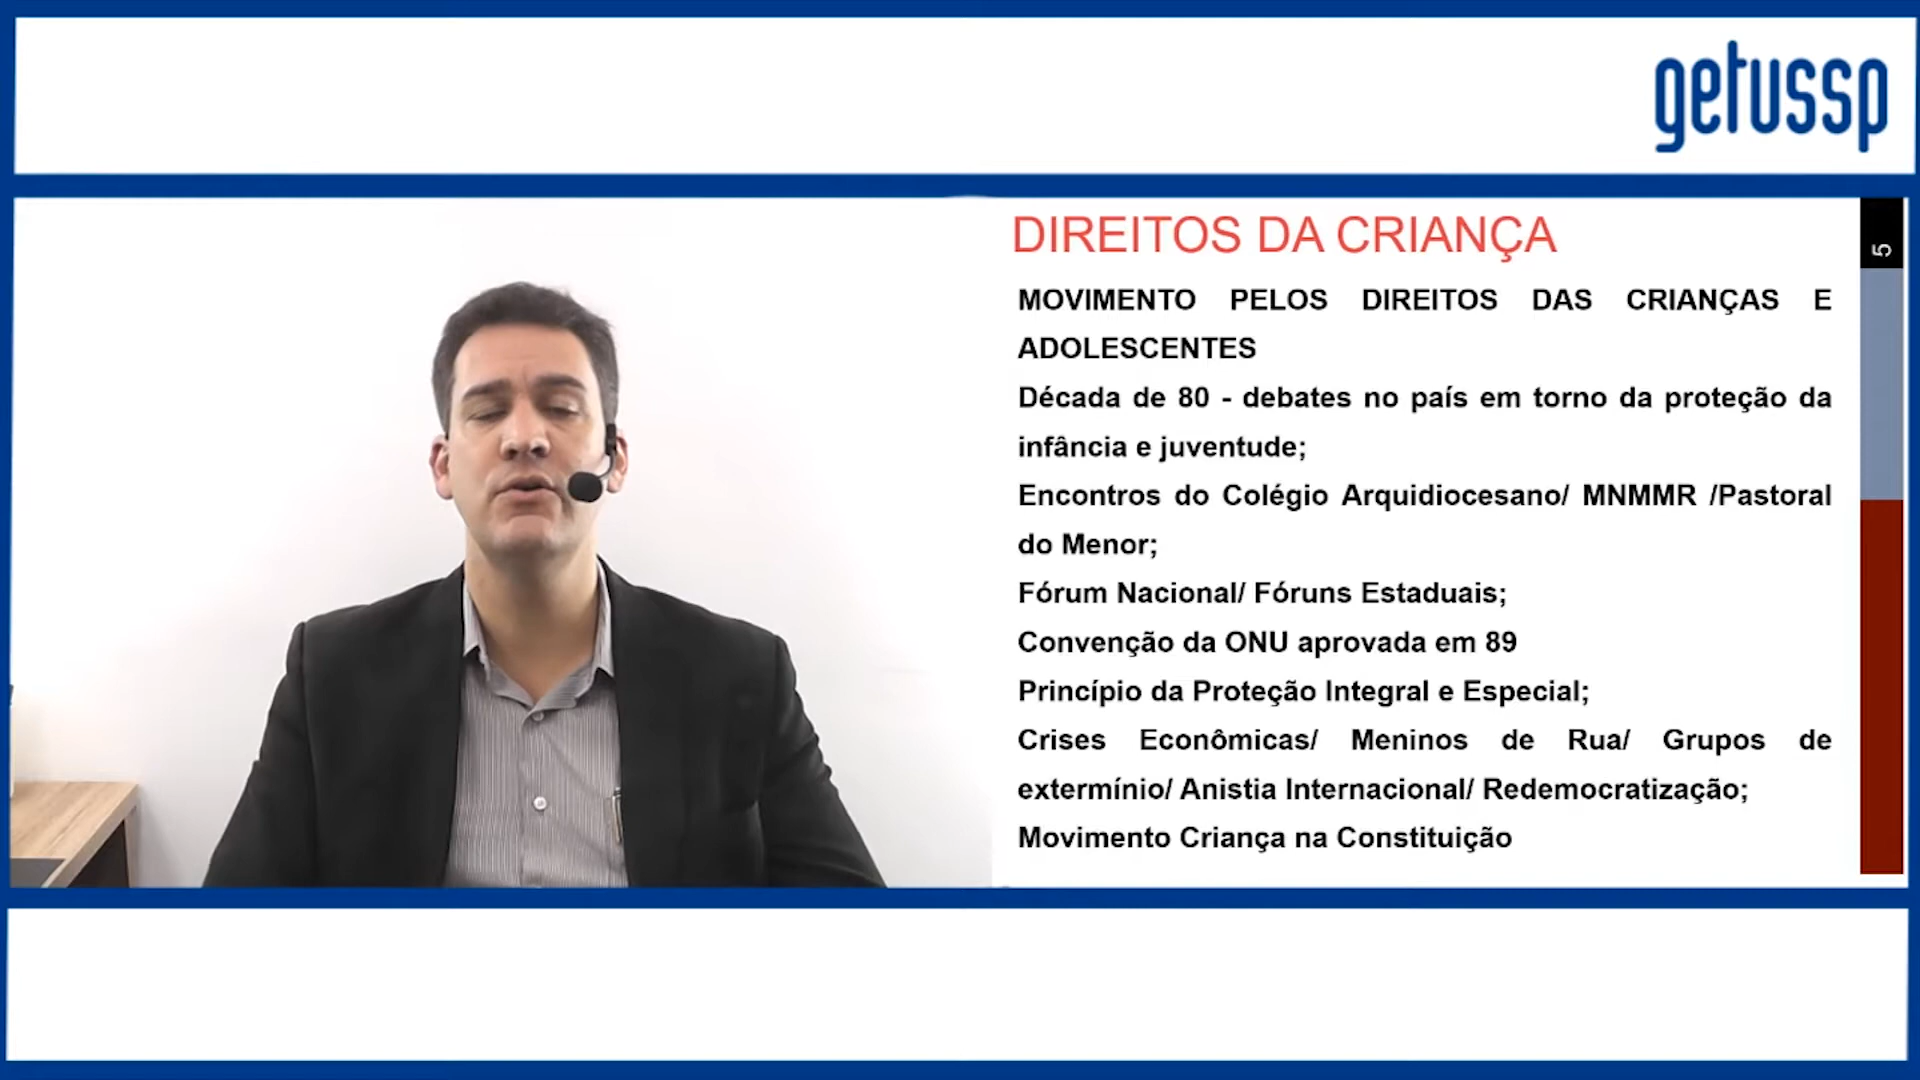 getussp
DIREITOS DA CRIANÇA
5
MOVIMENTO PELOS DIREITOS DAS CRIANÇAS E
ADOLESCENTES
Década de 80 - debates no país em torno da proteção da
infância e juventude;
Encontros do Colégio Arquidiocesano/ MNMMR /Pastoral
do Menor;
Fórum Nacional/ Fóruns Estaduais;
Convenção da ONU aprovada em 89
Princípio da Proteção Integral e Especial;
Crises Econômicas/ Meninos de Rua/ Grupos de
extermínio/ Anistia Internacional/ Redemocratização;
Movimento Criança na Constituição